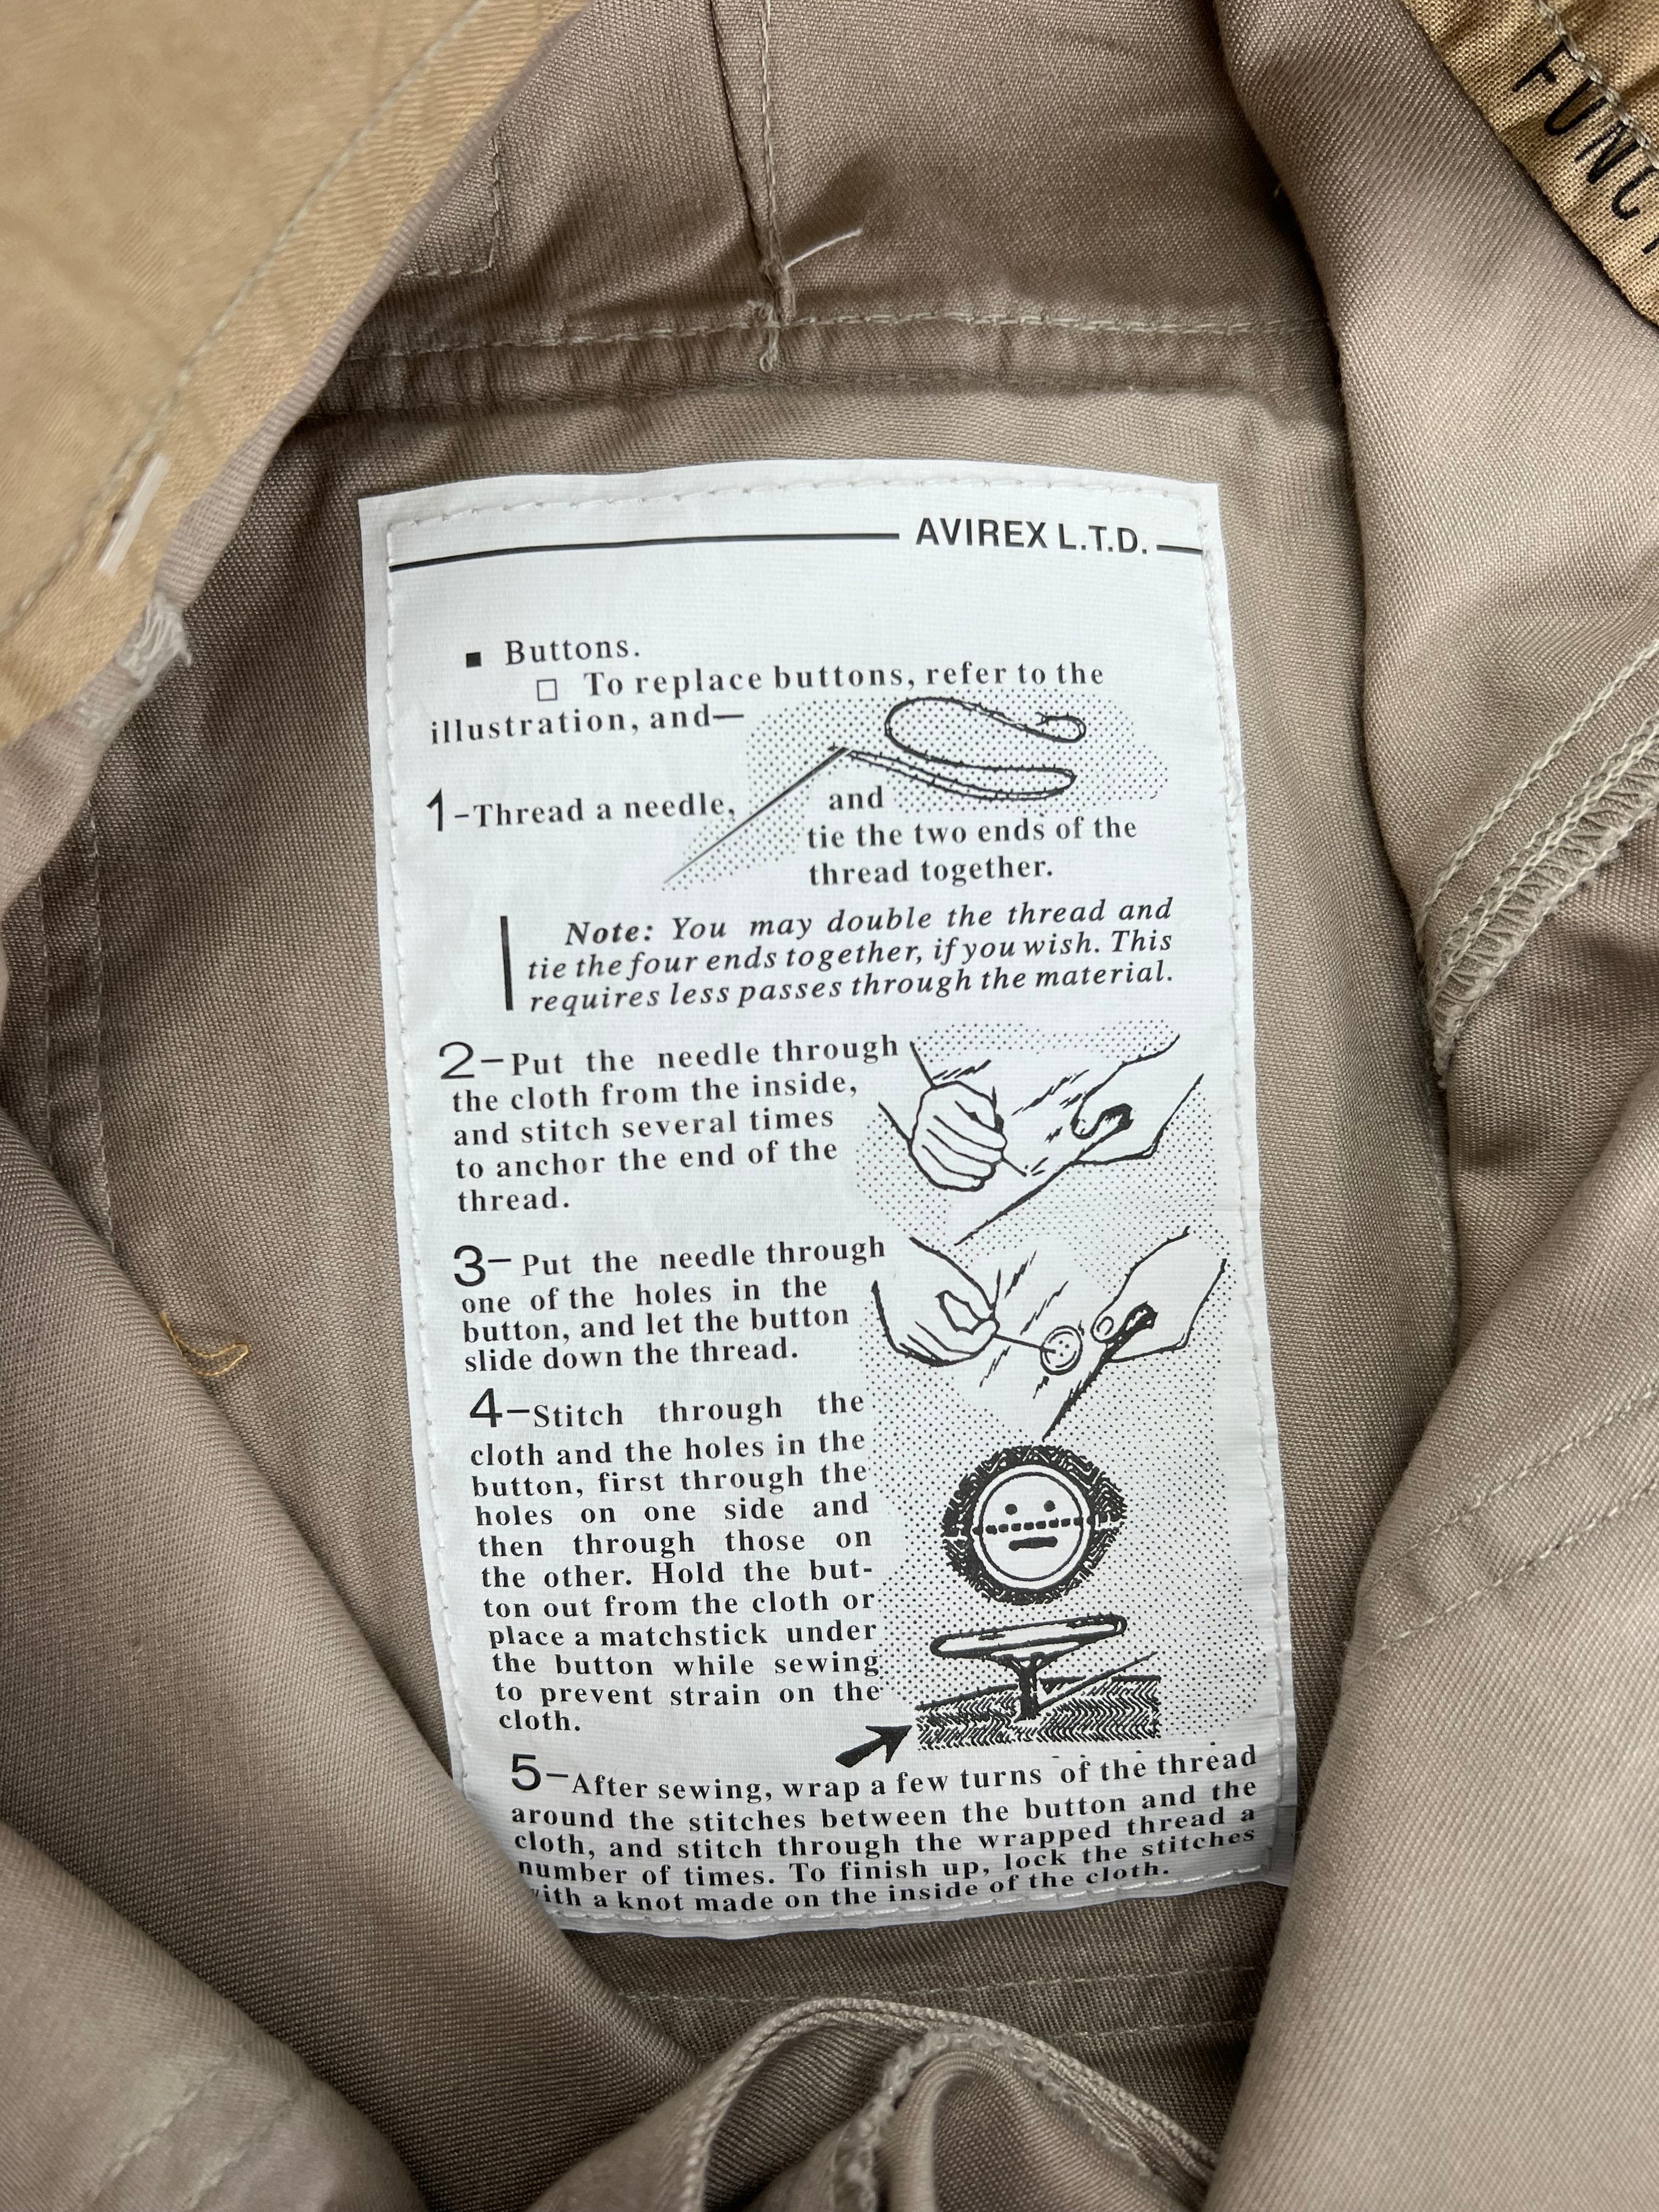 FUNC
AVIREX L.T.D.
■ Buttons.
□ To replace buttons, refer to the
illustration, and—
1-Thread a needle,
and
tie the two ends of the
thread together.
Note: You may double the thread and
tie the four ends together, if you wish. This
requires less passes through the material.
2-Put the needle through
the cloth from the inside,
and stitch several times
to anchor the end of the
thread.
3- Put the needle through
one of the holes in the
button, and let the button
slide down the thread.
4-Stitch through the
cloth and the holes in the
button, first through the
holes on one side and
then through those on
the other. Hold the but-
ton out from the cloth or
place a matchstick under
the button while sewing
to prevent strain on the
cloth.
5-After sewing, wrap a few turns of the thread
around the stitches between the button and the
cloth, and stitch through the wrapped thread a
number of times. To finish up, lock the stitches
with a knot made on the inside of the cloth.